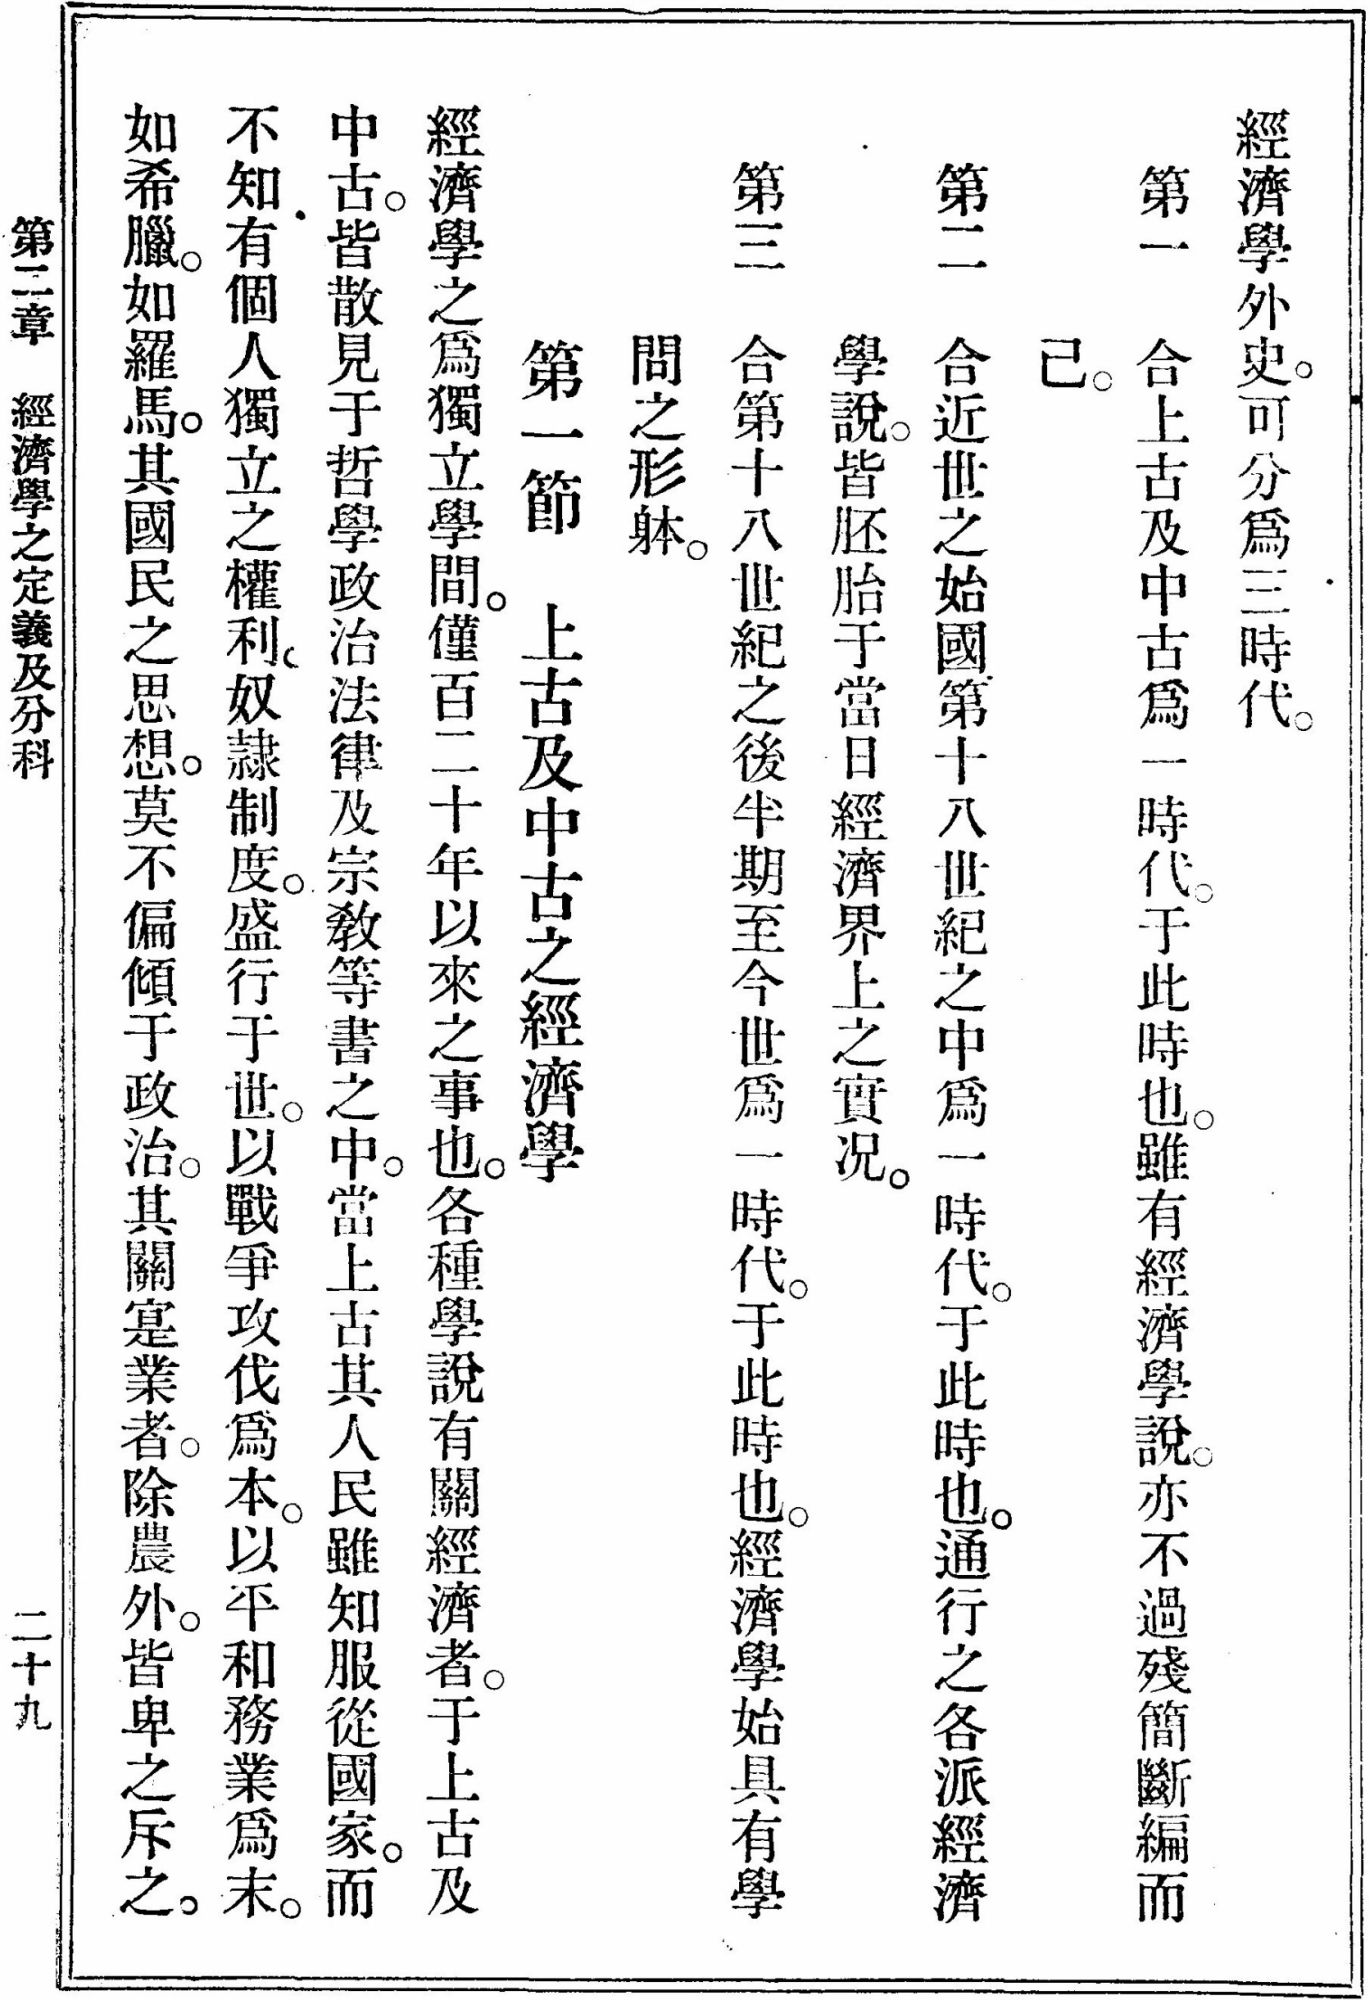 經濟學外史。可分爲三時代。
第一　合上古及中古爲一時代。于此時也。雖有經濟學說。亦不過殘簡斷編而
己。
第二　合近世之始國第十八世紀之中爲一時代。于此時也。通行之各派經濟
學說。皆胚胎于當日經濟界上之實况。
第三　合第十八世紀之後半期至今世爲一時代。于此時也。經濟學始具有學
問之形躰。
第一節　上古及中古之經濟學
經濟學之爲獨立學問。僅百二十年以來之事也。各種學說有關經濟者。于上古及
中古。皆散見于哲學政治法律及宗敎等書之中。當上古其人民雖知服從國家。而
不知有個人獨立之權利。奴隷制度。盛行于世。以戰爭攻伐爲本。以平和務業爲末。
如希臘。如羅馬。其國民之思想。莫不偏傾于政治。其關寔業者。除農外。皆卑之斥之。
第二章　經濟學之定義及分科　二十九